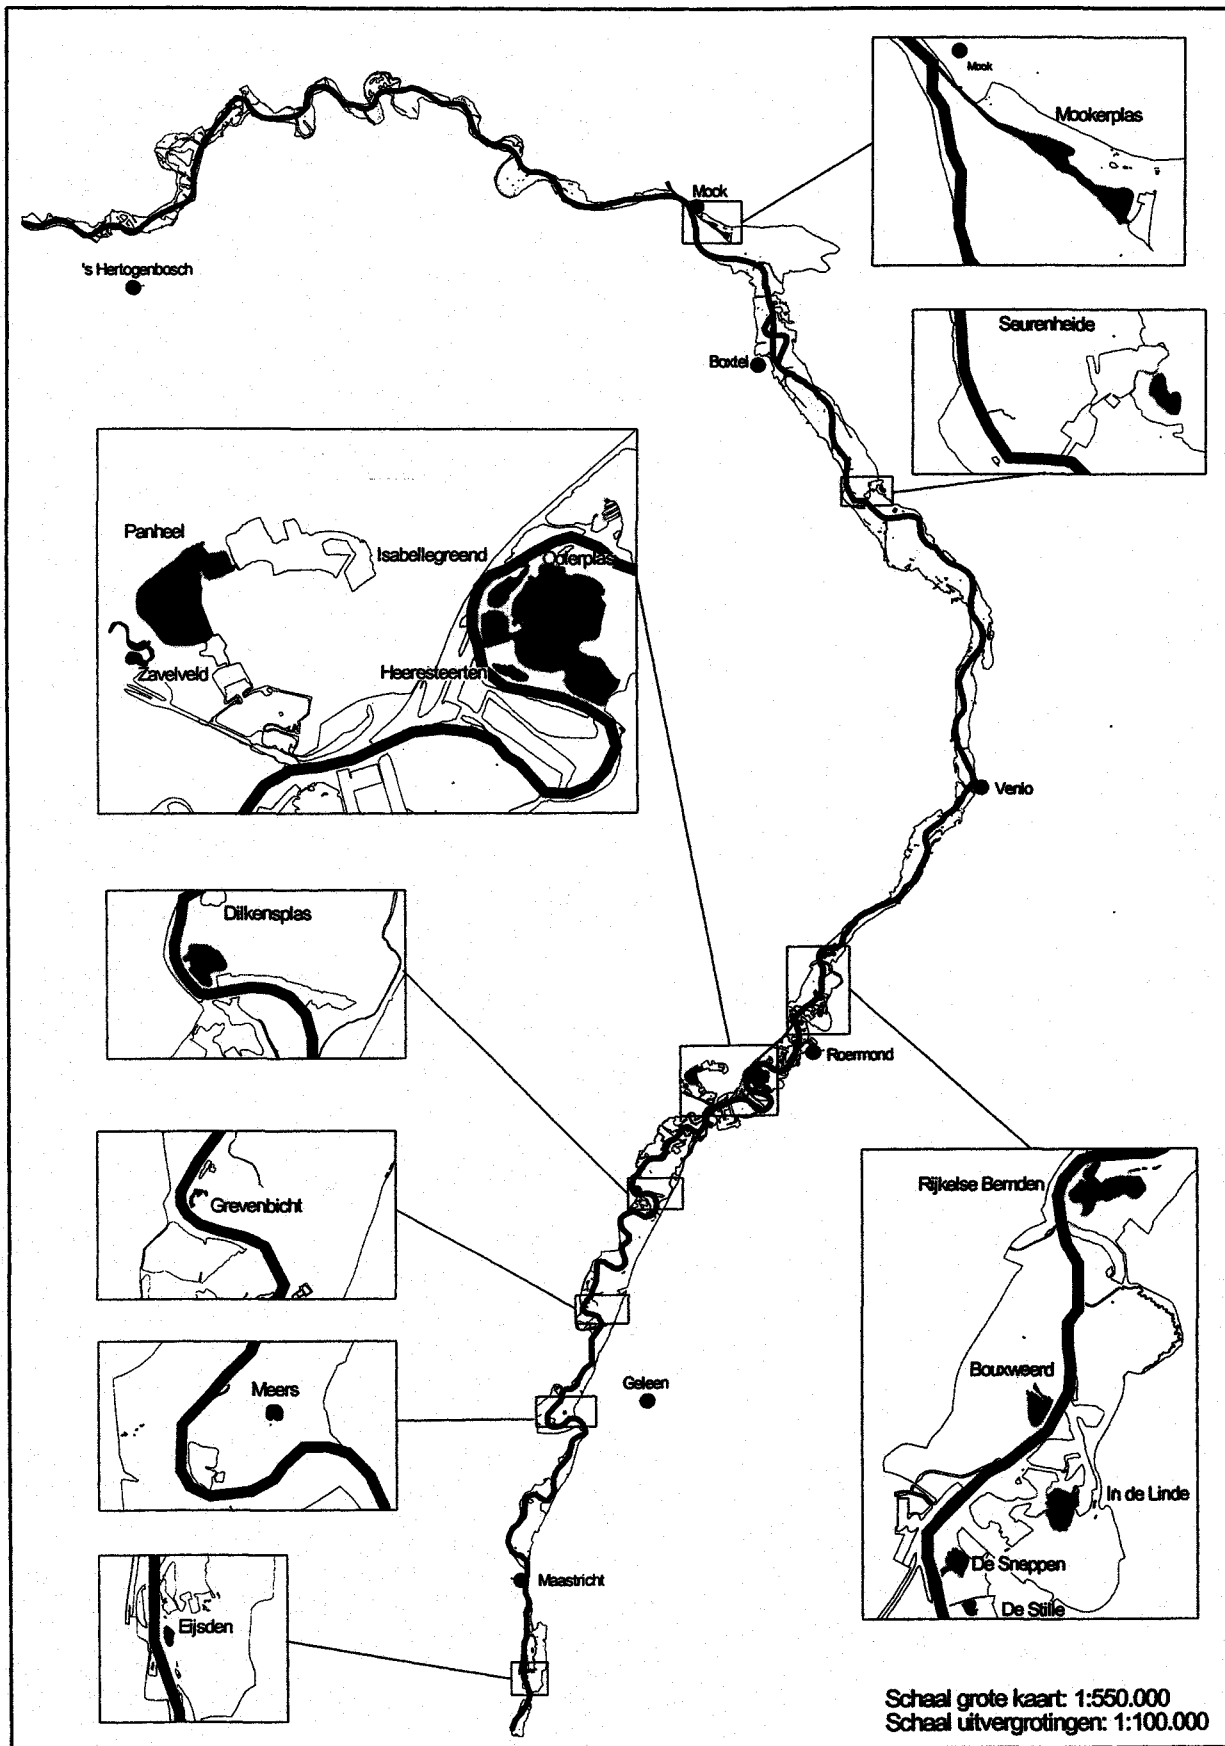 Mook
Mookerplas
Mook
's Hertogenbosch
Seurenheide
Boxtel
Panheel
Isabellegreend
Oolerplas
Zavelveld
Heeresteerten
Venlo
Dilkensplas
Roermond
Rijkelse Bemden
Grevenbicht
Bouxweerd
Geleen
Meers
In de Linde
De Sneppen
Maastricht
De Stille
Eijsden
Schaal grote kaart: 1:550.000
Schaal uitvergrotingen: 1:100.000